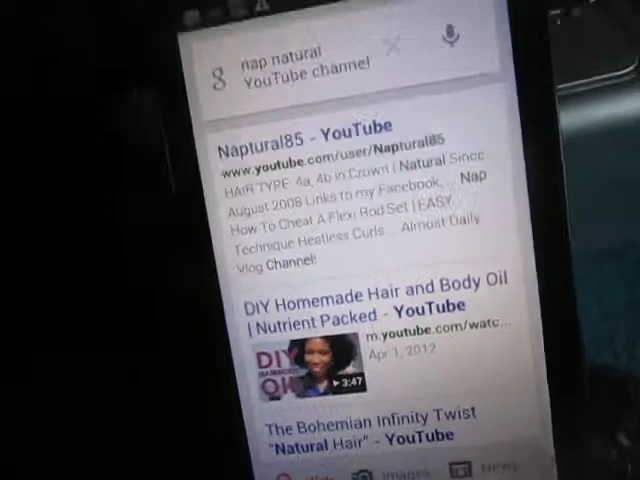 g nap natural
YouTube channel
Naptural85 - YouTube
www.youtube.com/user/Naptural85
HAIR TYPE: 4a, 4b in Crown | Natural Since
August 2008 Links to my Facebook, ... Nap
How To Cheat A Flexi Rod Set | EASY
Technique Heatless Curls ... Almost Daily
Vlog Channel!
DIY Homemade Hair and Body Oil
| Nutrient Packed - YouTube
DIY
OIL
3:47
m.youtube.com/watc...
Apr 1, 2012
The Bohemian Infinity Twist
"Natural Hair" - YouTube
Web Images News